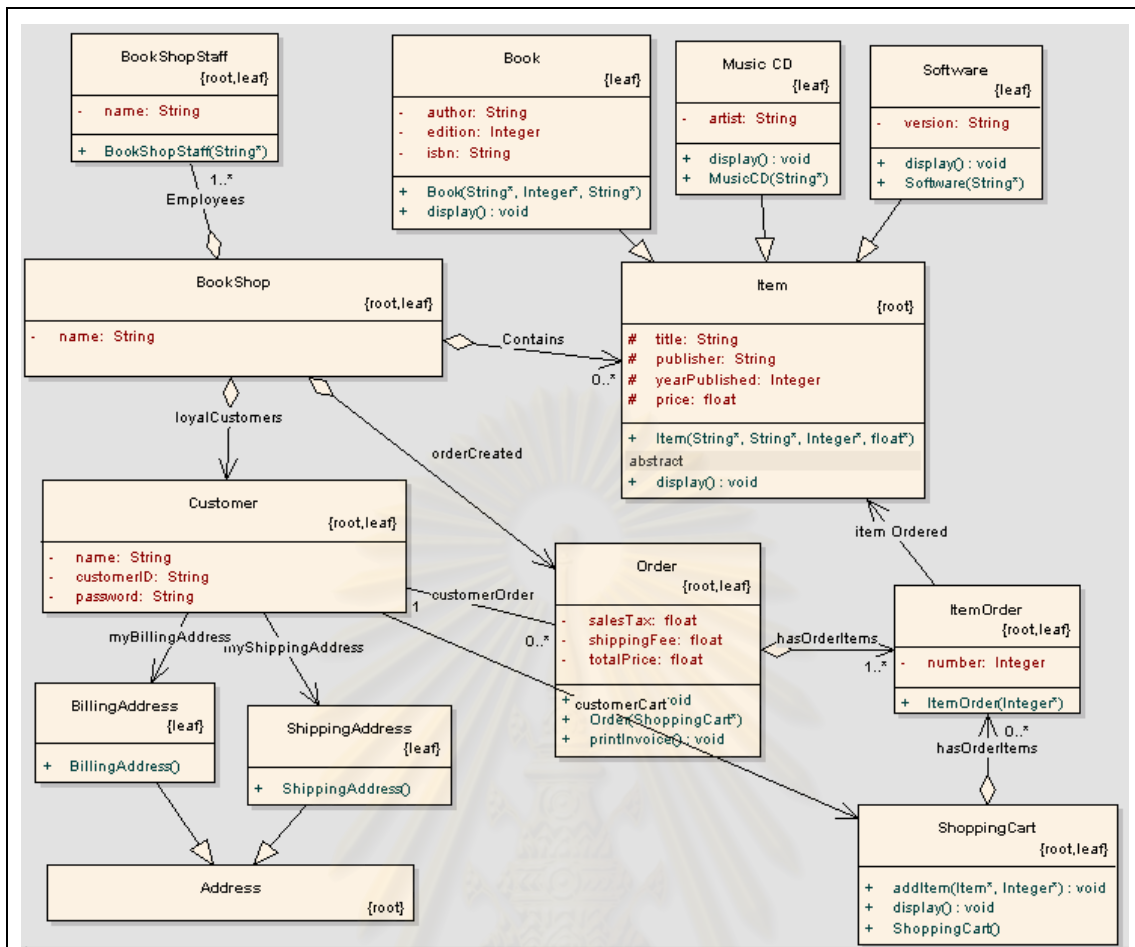 BookShopStaff
{root,leaf}
- name: String
+ BookShopStaff(String*)
1..*
Employees
Book
{leaf}
- author: String
- edition: Integer
- isbn: String
+ Book(String*, Integer*, String*)
+ display() : void
Music CD
{leaf}
- artist: String
+ display() : void
+ MusicCD(String*)
Software
{leaf}
- version: String
+ display() : void
+ Software(String*)
BookShop
{root,leaf}
- name: String
Contains
0..*
Item
{root}
# title: String
# publisher: String
# yearPublished: Integer
# price: float
+ Item(String*, String*, Integer*, float*)
abstract
+ display() : void
loyalCustomers
orderCreated
item Ordered
Customer
{root,leaf}
- name: String
- customerID: String
- password: String
customerOrder
1
0..*
Order
{root,leaf}
- salesTax: float
- shippingFee: float
- totalPrice: float
+
customerCart
+ Order(ShoppingCart*)
+ printInvoice() : void
hasOrderItems
1..*
ItemOrder
{root,leaf}
- number: Integer
+ ItemOrder(Integer*)
0..*
hasOrderItems
myBillingAddress
myShippingAddress
BillingAddress
{leaf}
+ BillingAddress()
ShippingAddress
{leaf}
+ ShippingAddress()
Address
{root}
ShoppingCart
{root,leaf}
+ addItem(Item*, Integer*) : void
+ display() : void
+ ShoppingCart()